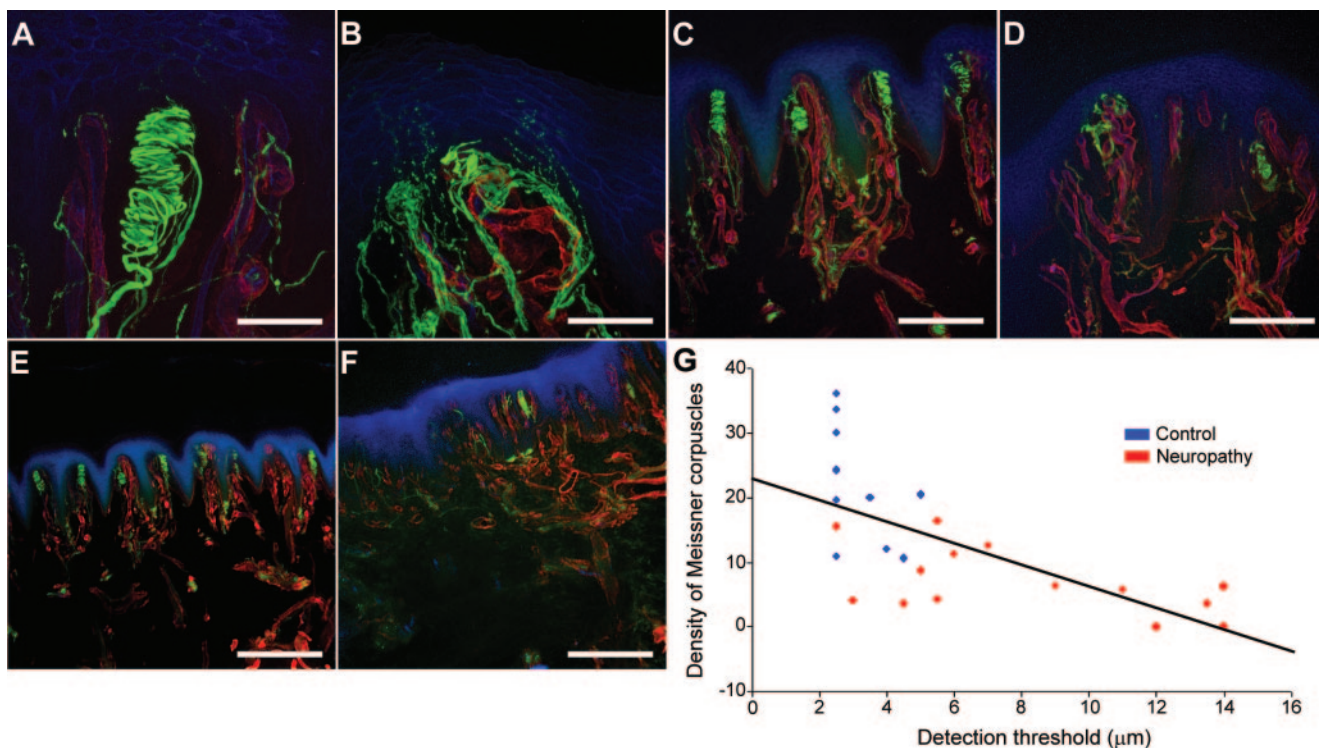 A
B
C
D
E
F
G
40
30
20
10
0
-10
Density of Meissner corpuscles
Control
Neuropathy
0 2 4 6 8 10 12 14 16
Detection threshold (μm)